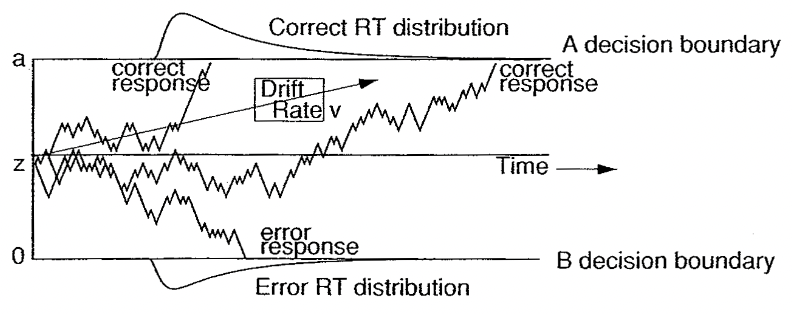 Correct RT distribution
A decision boundary
a
correct
response
correct
response
Drift
Rate v
z
Time
error
response
0
B decision boundary
Error RT distribution